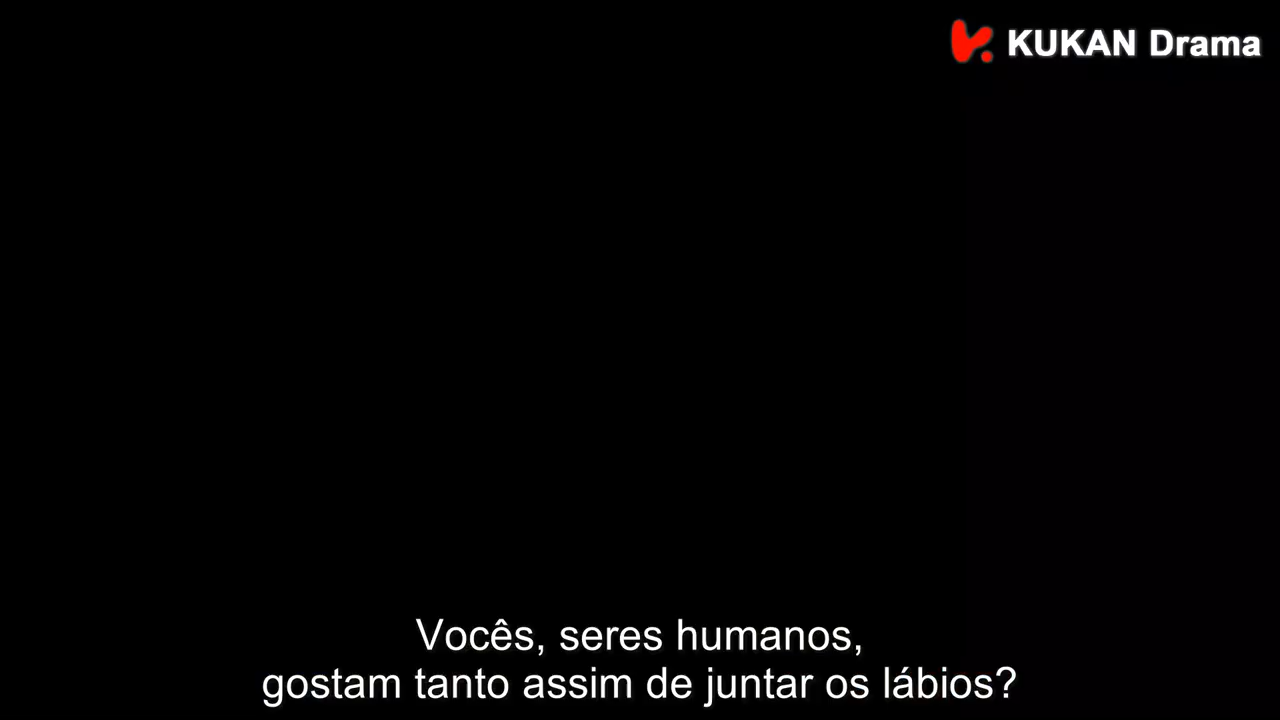 KUKAN Drama
Vocês, seres humanos,
gostam tanto assim de juntar os lábios?